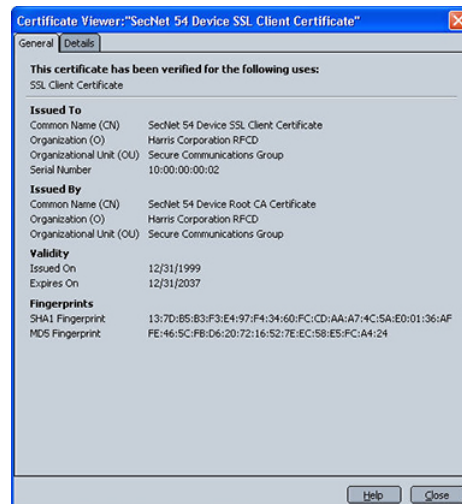 Certificate Viewer:"SecNet 54 Device SSL Client Certificate"
General Details
This certificate has been verified for the following uses:
SSL Client Certificate
Issued To
Common Name (CN) SecNet 54 Device SSL Client Certificate
Organization (O) Harris Corporation RFCD
Organizational Unit (OU) Secure Communications Group
Serial Number 10:00:00:00:02
Issued By
Common Name (CN) SecNet 54 Device Root CA Certificate
Organization (O) Harris Corporation RFCD
Organizational Unit (OU) Secure Communications Group
Validity
Issued On 12/31/1999
Expires On 12/31/2037
Fingerprints
SHA1 Fingerprint 13:7D:B5:B3:F3:E4:97:F4:34:60:FC:CD:AA:A7:4C:5A:E0:01:36:AF
MD5 Fingerprint FE:46:5C:FB:D6:20:72:16:52:7E:EC:58:E5:FC:A4:24
Help Close